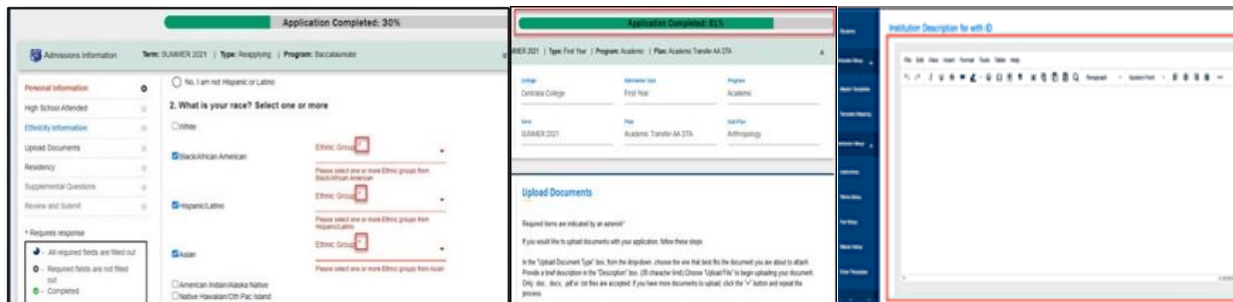 Application Completed: 30%
Admissions Information
Term: SUMMER 2021 | Type: Reapplying | Program: Baccalaureate
Personal Information
High School Attended
Ethnicity Information
Upload Documents
Residency
Supplemental Questions
Review and Submit
* Requires response
All required fields are filled out
- Required fields are not filled out
- Completed
No, I am not Hispanic or Latino
2. What is your race? Select one or more
White
Black/African American
Ethnic Group *
Please select one or more Ethnic groups from Black/African American
Hispanic/Latino
Ethnic Group *
Please select one or more Ethnic groups from Hispanic/Latino
Asian
Ethnic Group *
Please select one or more Ethnic groups from Asian
American Indian/Alaska Native
Native Hawaiian/Oth Pac Island
Application Completed: 81%
SUMMER 2021 | Type: First Year | Program: Academic | Plan: Academic Transfer AA DTA
College
Centralia College
Admission Type
First Year
Program
Academic
Term
SUMMER 2021
Plan
Academic Transfer AA DTA
Sub-Plan
Anthropology
Upload Documents
Required items are indicated by an asterisk*
If you would like to upload documents with your application, follow these steps
In the "Upload Document Type" box, from the drop-down, choose the one that best fits the document you are about to attach.
Provide a brief description in the "Description" box. (35 character limit) Choose "Upload File" to begin uploading your document.
Only .doc, .docx, .pdf or .txt files are accepted. If you have more documents to upload, click the "+" button and repeat the
process.
Institution Description for with ID
File Edit View Insert Format Tools Table Help
Paragraph
System Font